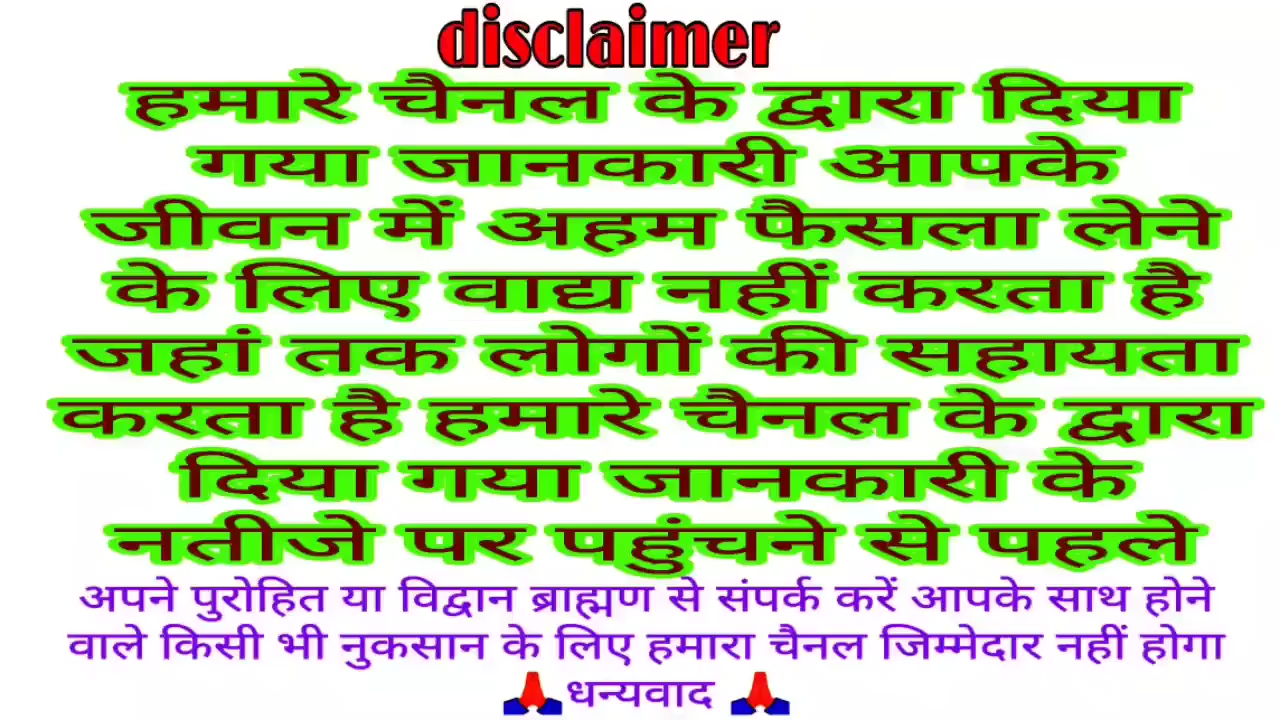 disclaimer
हमारे चैनल के द्वारा दिया
गया जानकारी आपके
जीवन में अहम फैसला लेने
के लिए वाद्य नहीं करता है
जहां तक लोगों की सहायता
करता है हमारे चैनल के द्वारा
दिया गया जानकारी के
नतीजे पर पहुंचने से पहले
अपने पुरोहित या विद्वान ब्राह्मण से संपर्क करें आपके साथ होने
वाले किसी भी नुकसान के लिए हमारा चैनल जिम्मेदार नहीं होगा
🙏धन्यवाद 🙏